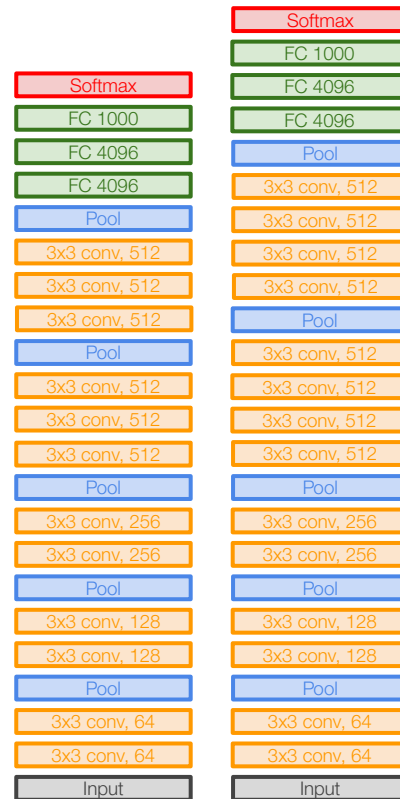 Softmax
FC 1000
FC 4096
FC 4096
Pool
3x3 conv, 512
3x3 conv, 512
3x3 conv, 512
Pool
3x3 conv, 512
3x3 conv, 512
3x3 conv, 512
Pool
3x3 conv, 256
3x3 conv, 256
Pool
3x3 conv, 128
3x3 conv, 128
Pool
3x3 conv, 64
3x3 conv, 64
Input
Softmax
FC 1000
FC 4096
FC 4096
Pool
3x3 conv, 512
3x3 conv, 512
3x3 conv, 512
3x3 conv, 512
Pool
3x3 conv, 512
3x3 conv, 512
3x3 conv, 512
3x3 conv, 512
Pool
3x3 conv, 256
3x3 conv, 256
Pool
3x3 conv, 128
3x3 conv, 128
Pool
3x3 conv, 64
3x3 conv, 64
Input